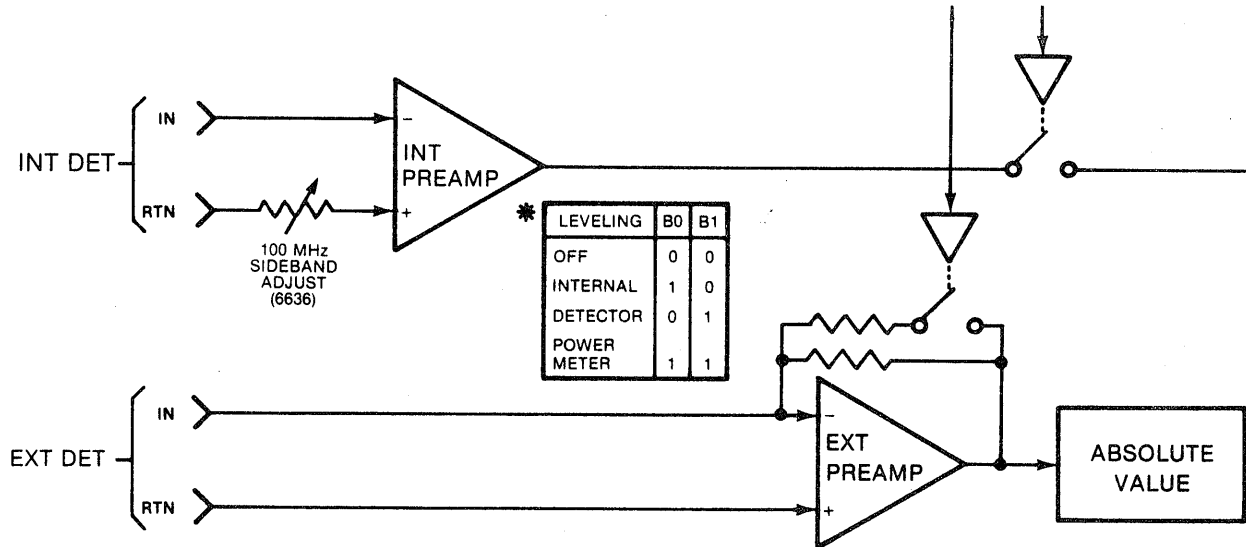 INT DET
IN
RTN
100 MHz
SIDEBAND
ADJUST
(6636)
−
+
INT
PREAMP
*
LEVELING B0 B1
OFF 0 0
INTERNAL 1 0
DETECTOR 0 1
POWER
METER 1 1
EXT DET
IN
RTN
−
+
EXT
PREAMP
ABSOLUTE
VALUE